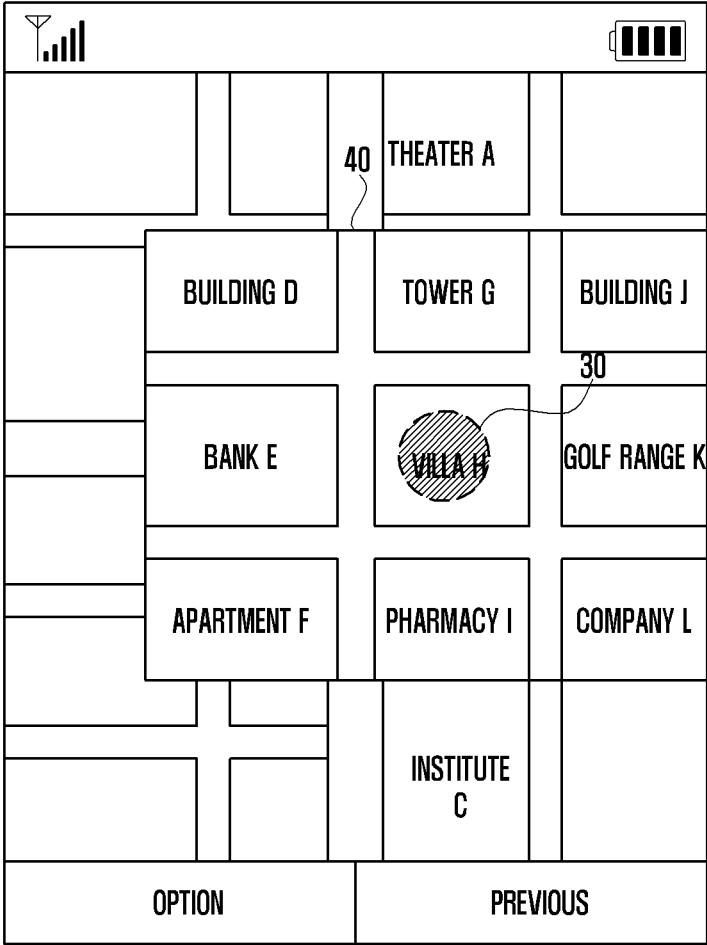 40
THEATER A
BUILDING D
TOWER G
BUILDING J
30
BANK E
VILLA H
GOLF RANGE K
APARTMENT F
PHARMACY I
COMPANY L
INSTITUTE
C
OPTION
PREVIOUS